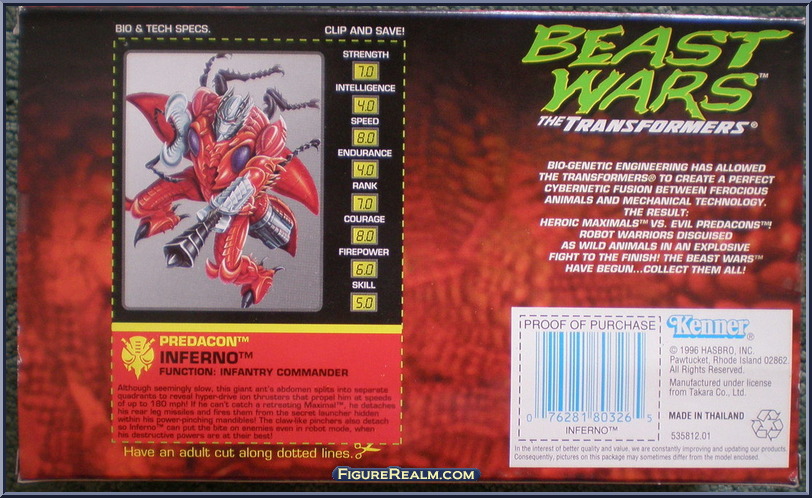 BIO & TECH SPECS.
CLIP AND SAVE!
STRENGTH
7.0
INTELLIGENCE
4.0
SPEED
8.0
ENDURANCE
4.0
RANK
7.0
COURAGE
8.0
FIREPOWER
6.0
SKILL
5.0
PREDACON™
INFERNO™
FUNCTION: INFANTRY COMMANDER
Although seemingly slow, this giant ant's abdomen splits into separate
quadrants to reveal hyper-drive ion thrusters that propel him at speeds
of up to 180 mph! If he can't catch a retreating Maximal™, he detaches
his rear leg missiles and fires them from the secret launcher hidden
within his power-pinching mandibles! The claw-like pinchers also detach
so Inferno™ can put the bite on enemies even in robot mode, when
his destructive powers are at their best!
Have an adult cut along dotted lines.
BEAST
WARS™
THE TRANSFORMERS®
BIO-GENETIC ENGINEERING HAS ALLOWED
THE TRANSFORMERS® TO CREATE A PERFECT
CYBERNETIC FUSION BETWEEN FEROCIOUS
ANIMALS AND MECHANICAL TECHNOLOGY.
THE RESULT:
HEROIC MAXIMALS™ VS. EVIL PREDACONS™!
ROBOT WARRIORS DISGUISED
AS WILD ANIMALS IN AN EXPLOSIVE
FIGHT TO THE FINISH! THE BEAST WARS™
HAVE BEGUN...COLLECT THEM ALL!
PROOF OF PURCHASE
0 76281 80326 5
INFERNO™
Kenner®
© 1996 HASBRO, INC.
Pawtucket, Rhode Island 02862.
All Rights Reserved.
Manufactured under license
from Takara Co., Ltd.
MADE IN THAILAND
535812.01
In the interest of better quality and value, we are constantly improving and updating our products.
Consequently, pictures on this package may sometimes differ from the model enclosed.
FIGUREREALM.COM